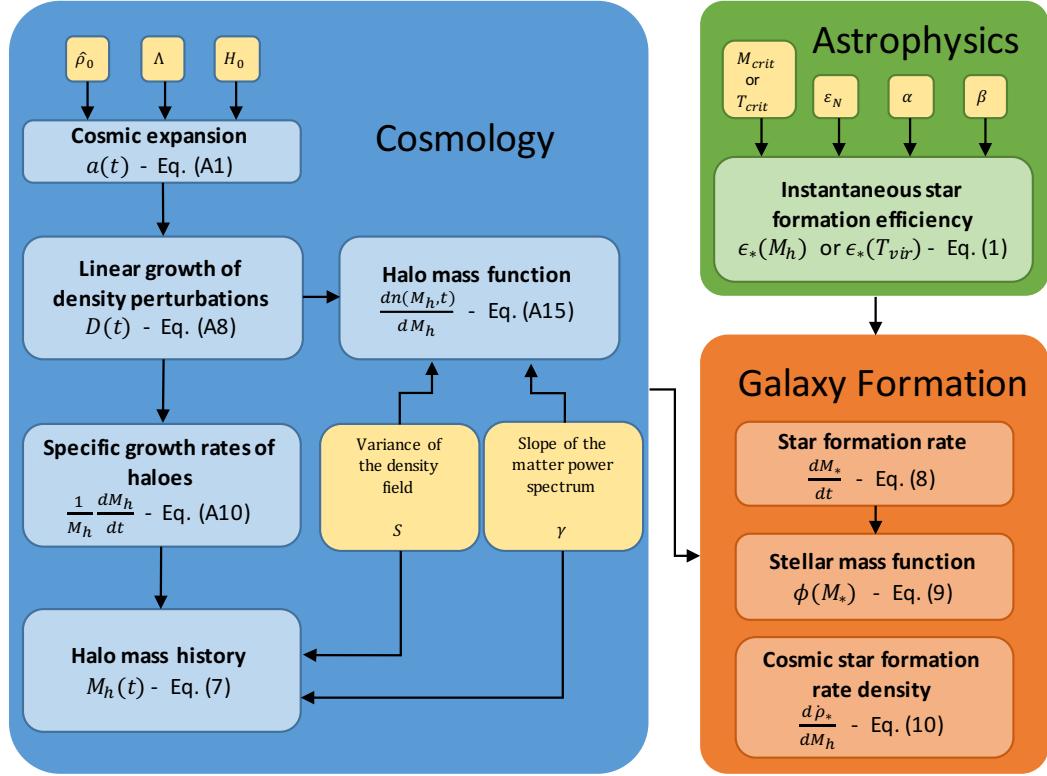 Cosmology
ρ̂₀
Λ
H₀
Cosmic expansion
a(t) - Eq. (A1)
Linear growth of
density perturbations
D(t) - Eq. (A8)
Halo mass function
dn(M_h,t)/dM_h - Eq. (A15)
Specific growth rates of
haloes
1/M_h dM_h/dt - Eq. (A10)
Variance of
the density
field
S
Slope of the
matter power
spectrum
γ
Halo mass history
M_h(t) - Eq. (7)
Astrophysics
M_crit
or
T_crit
ε_N
α
β
Instantaneous star
formation efficiency
ϵ_*(M_h) or ϵ_*(T_vir) - Eq. (1)
Galaxy Formation
Star formation rate
dM_*/dt - Eq. (8)
Stellar mass function
ϕ(M_*) - Eq. (9)
Cosmic star formation
rate density
dρ̇_*/dM_h - Eq. (10)